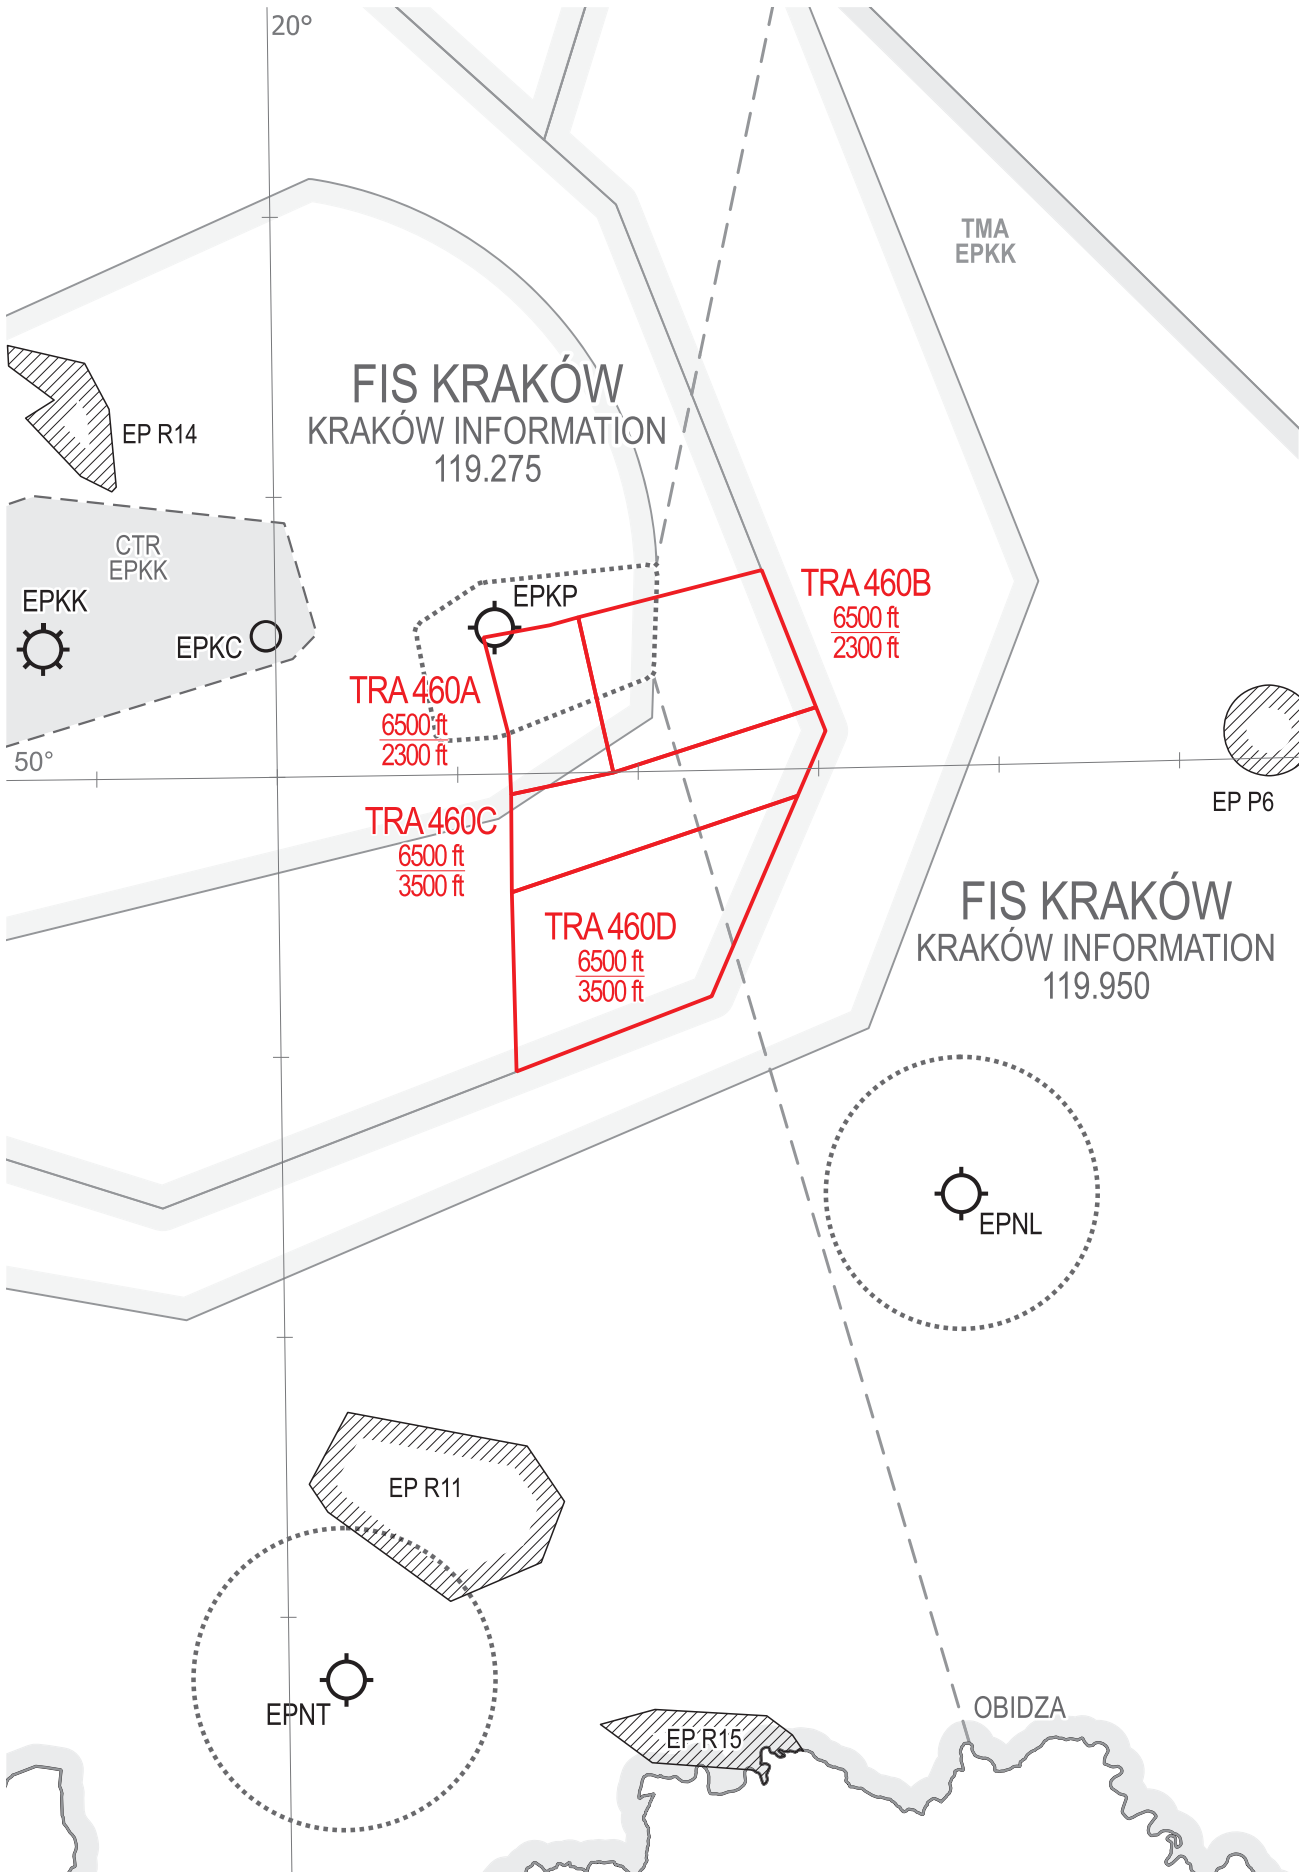 20°
TMA
EPKK
FIS KRAKÓW
KRAKÓW INFORMATION
119.275
EP R14
CTR
EPKK
EPKK
EPKC
EPKP
TRA 460B
6500 ft
2300 ft
TRA 460A
6500 ft
2300 ft
50°
EP P6
TRA 460C
6500 ft
3500 ft
FIS KRAKÓW
KRAKÓW INFORMATION
119.950
TRA 460D
6500 ft
3500 ft
EPNL
EP R11
EPNT
OBIDZA
EP R15